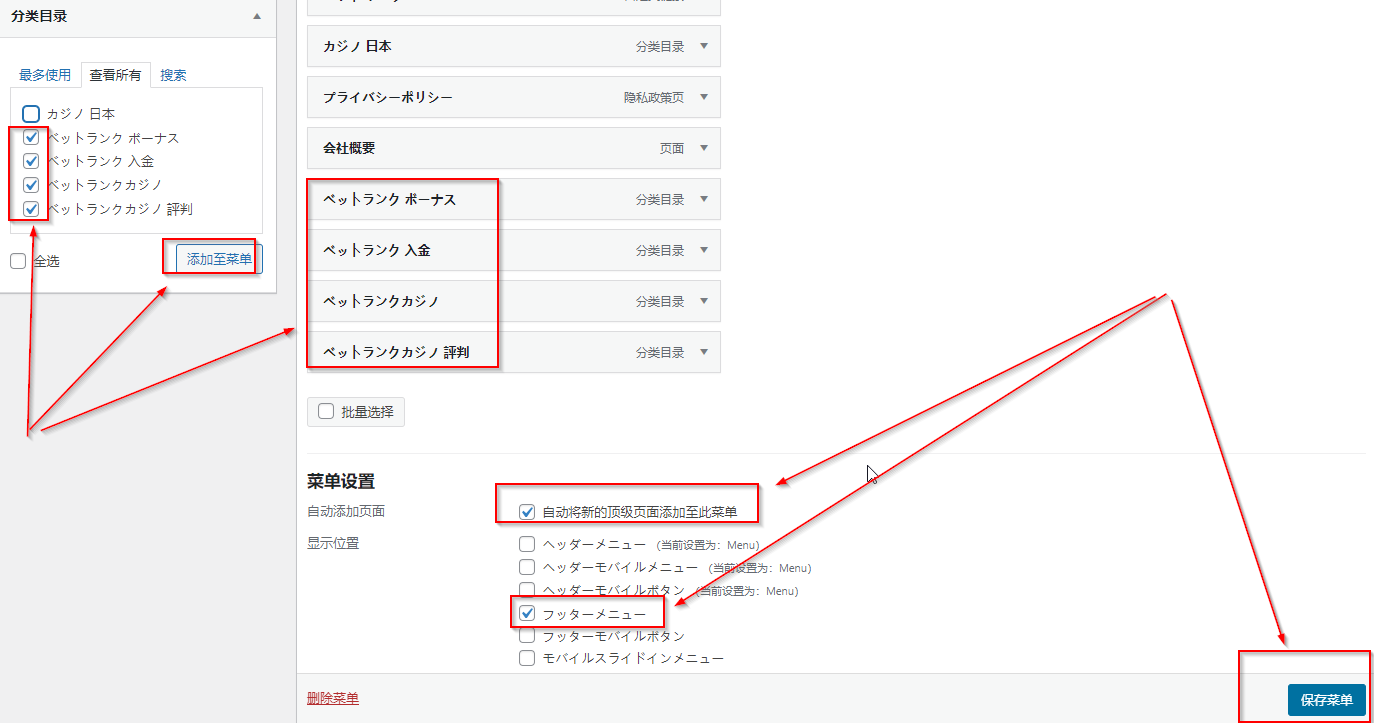 分类目录
最多使用
查看所有
搜索
カジノ 日本
ベットランク ボーナス
ベットランク 入金
ベットランクカジノ
ベットランクカジノ 評判
全选
添加至菜单
カジノ 日本 分类目录
プライバシーポリシー 隐私政策页
会社概要 页面
ベットランク ボーナス 分类目录
ベットランク 入金 分类目录
ベットランクカジノ 分类目录
ベットランクカジノ 評判 分类目录
批量选择
菜单设置
自动添加页面 自动将新的顶级页面添加至此菜单
显示位置 ヘッダーメニュー (当前设置为：Menu)
ヘッダーモバイルメニュー (当前设置为：Menu)
ヘッダーモバイルボタン (当前设置为：Menu)
フッターメニュー
フッターモバイルボタン
モバイルスライドインメニュー
删除菜单
保存菜单